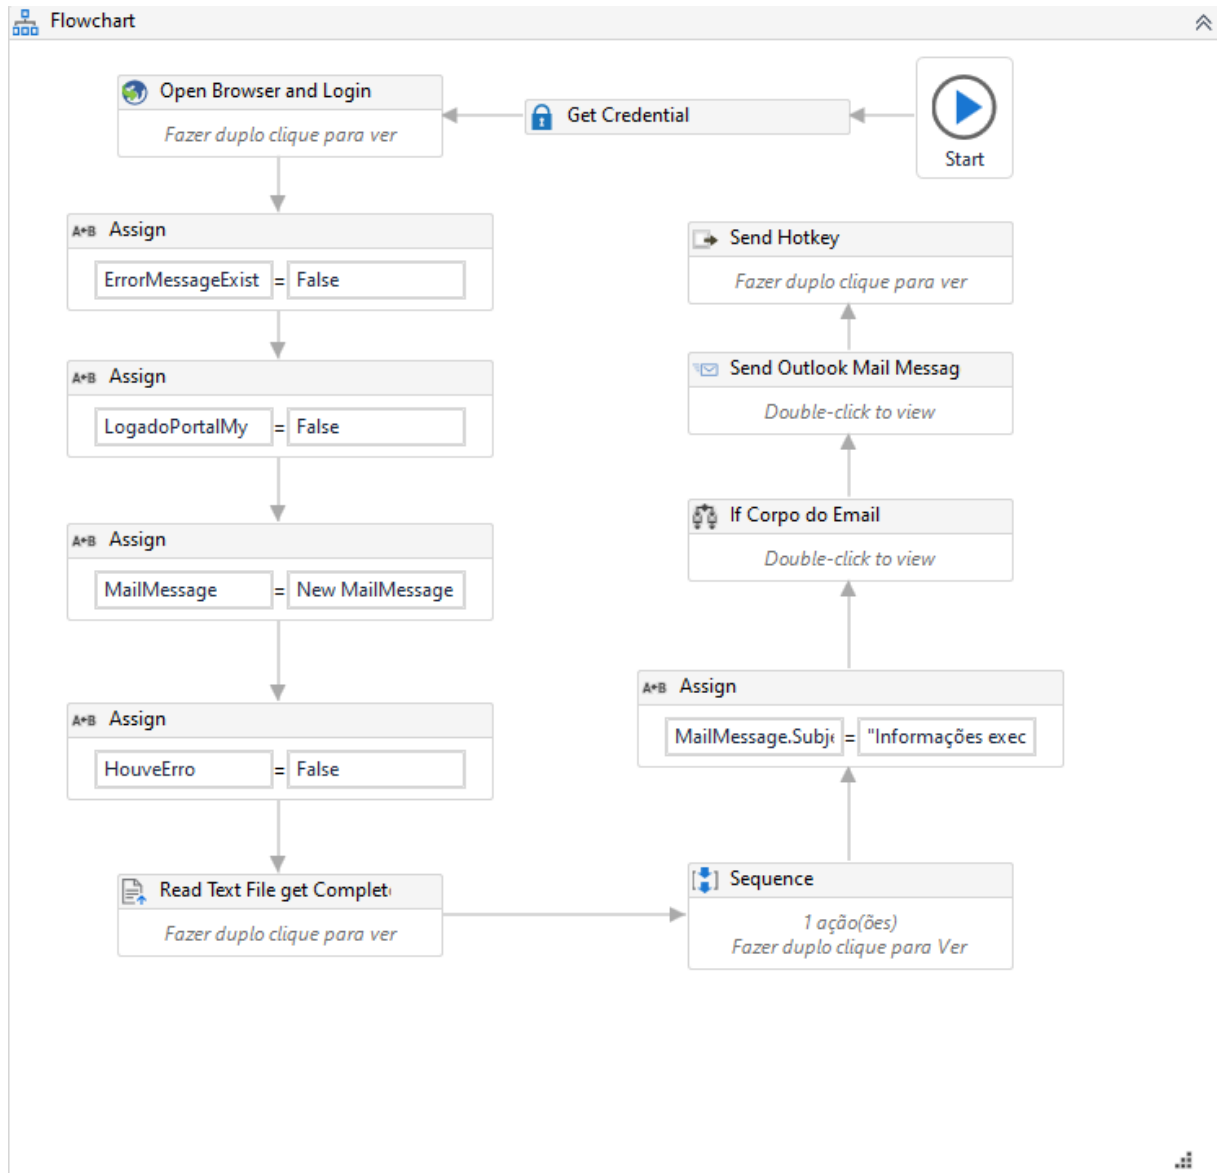 Flowchart
Open Browser and Login
Fazer duplo clique para ver
Get Credential
Start
A+B Assign
ErrorMessageExist = False
A+B Assign
LogadoPortalMy = False
A+B Assign
MailMessage = New MailMessage
A+B Assign
HouveErro = False
Read Text File get Complet
Fazer duplo clique para ver
Send Hotkey
Fazer duplo clique para ver
Send Outlook Mail Messag
Double-click to view
If Corpo do Email
Double-click to view
A+B Assign
MailMessage.Subje = "Informações exec
Sequence
1 ação(ões)
Fazer duplo clique para Ver